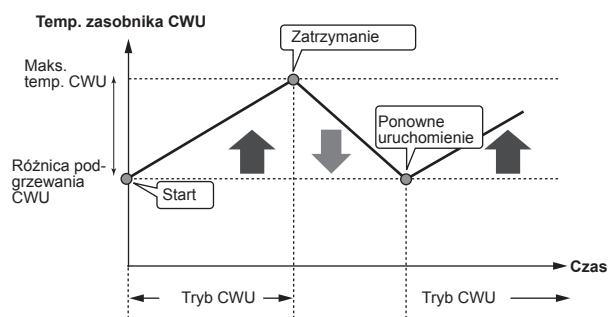 Temp. zasobnika CWU
Zatrzymanie
Maks.
temp. CWU
Ponowne
uruchomienie
Różnica pod-
grzewania
CWU
Start
Czas
Tryb CWU
Tryb CWU